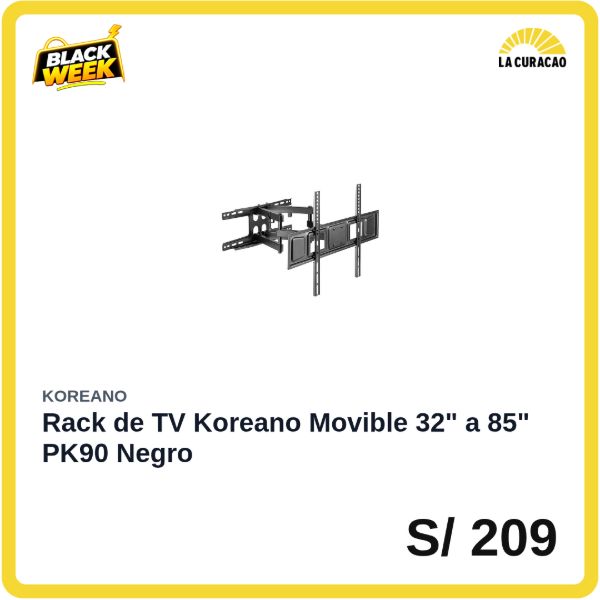 BLACK
WEEK
LA CURACAO
KOREANO
Rack de TV Koreano Movible 32" a 85"
PK90 Negro
S/ 209